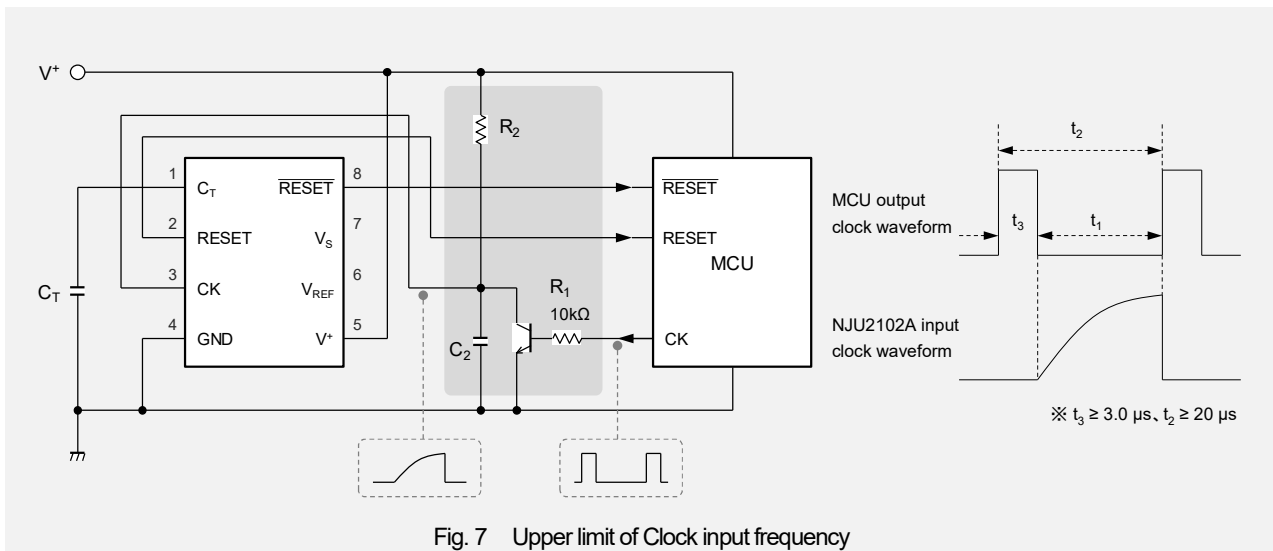 V⁺
R₂
1
C_T
R̅E̅S̅E̅T̅
8
2
RESET
V_S
7
3
CK
V_REF
6
4
GND
V⁺
5
C_T
C₂
R₁
10kΩ
R̅E̅S̅E̅T̅
RESET
MCU
CK
MCU output
clock waveform
t₂
t₃
t₁
NJU2102A input
clock waveform
※ t₃ ≥ 3.0 µs、t₂ ≥ 20 µs
Fig. 7 Upper limit of Clock input frequency